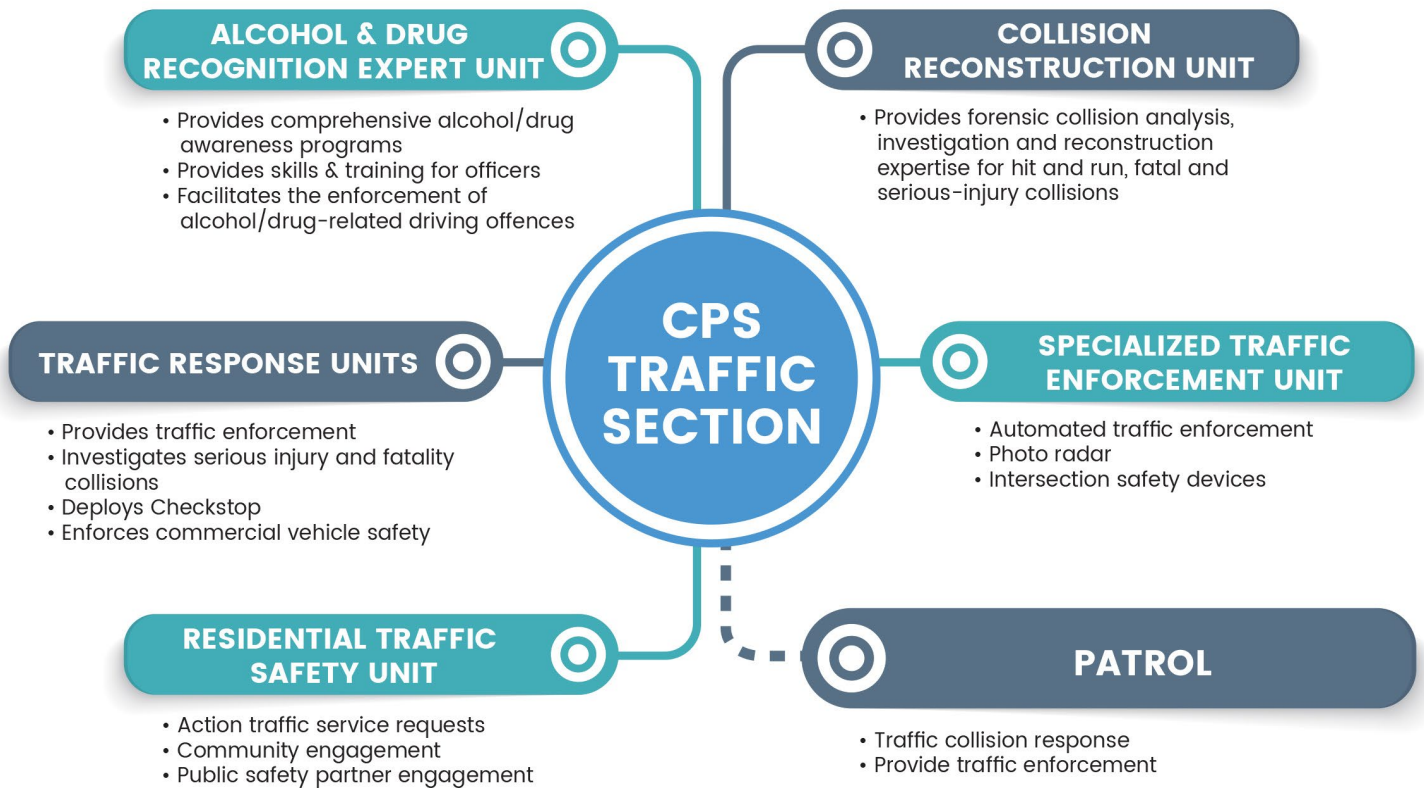 ALCOHOL & DRUG
RECOGNITION EXPERT UNIT
• Provides comprehensive alcohol/drug
awareness programs
• Provides skills & training for officers
• Facilitates the enforcement of
alcohol/drug-related driving offences
COLLISION
RECONSTRUCTION UNIT
• Provides forensic collision analysis,
investigation and reconstruction
expertise for hit and run, fatal and
serious-injury collisions
CPS
TRAFFIC
SECTION
TRAFFIC RESPONSE UNITS
• Provides traffic enforcement
• Investigates serious injury and fatality
collisions
• Deploys Checkstop
• Enforces commercial vehicle safety
SPECIALIZED TRAFFIC
ENFORCEMENT UNIT
• Automated traffic enforcement
• Photo radar
• Intersection safety devices
RESIDENTIAL TRAFFIC
SAFETY UNIT
• Action traffic service requests
• Community engagement
• Public safety partner engagement
PATROL
• Traffic collision response
• Provide traffic enforcement